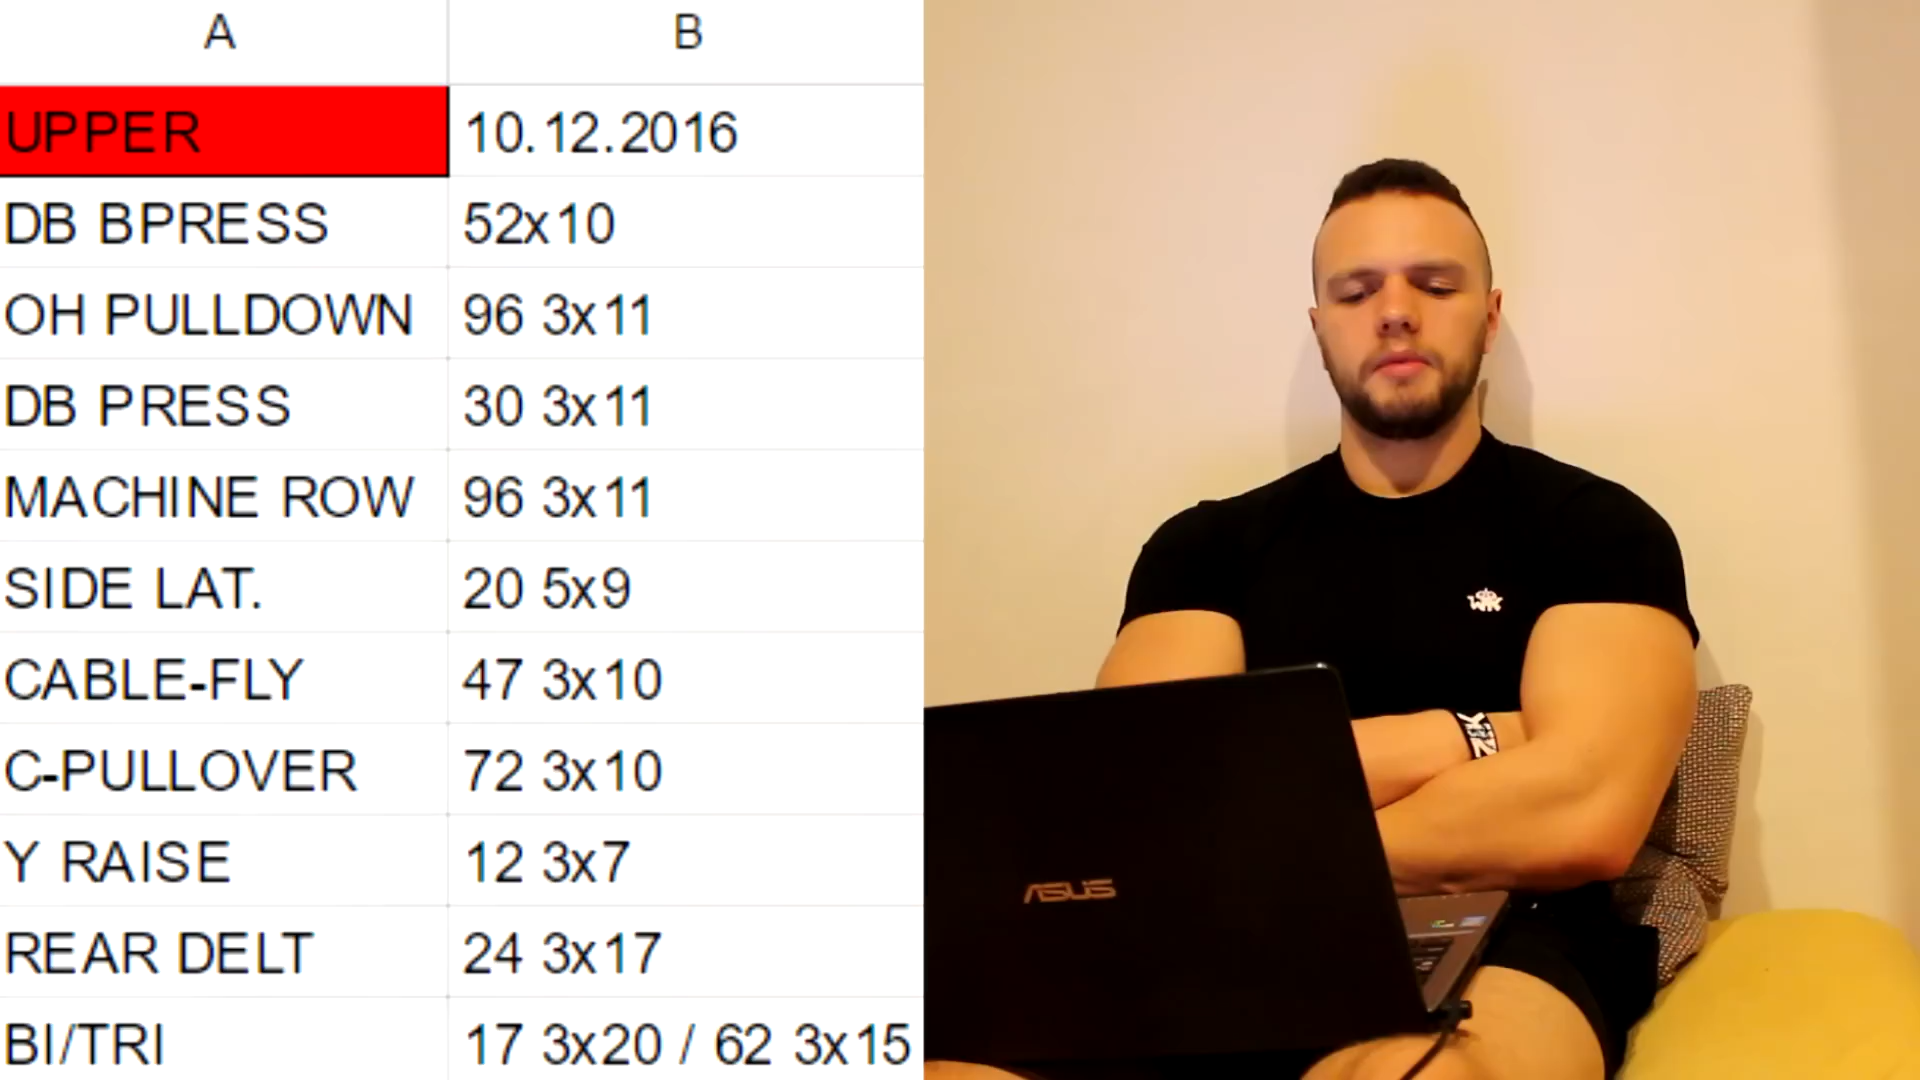 A B
UPPER 10.12.2016
DB BPRESS 52x10
OH PULLDOWN 96 3x11
DB PRESS 30 3x11
MACHINE ROW 96 3x11
SIDE LAT. 20 5x9
CABLE-FLY 47 3x10
C-PULLOVER 72 3x10
Y RAISE 12 3x7
REAR DELT 24 3x17
BI/TRI 17 3x20 / 62 3x15
ASUS